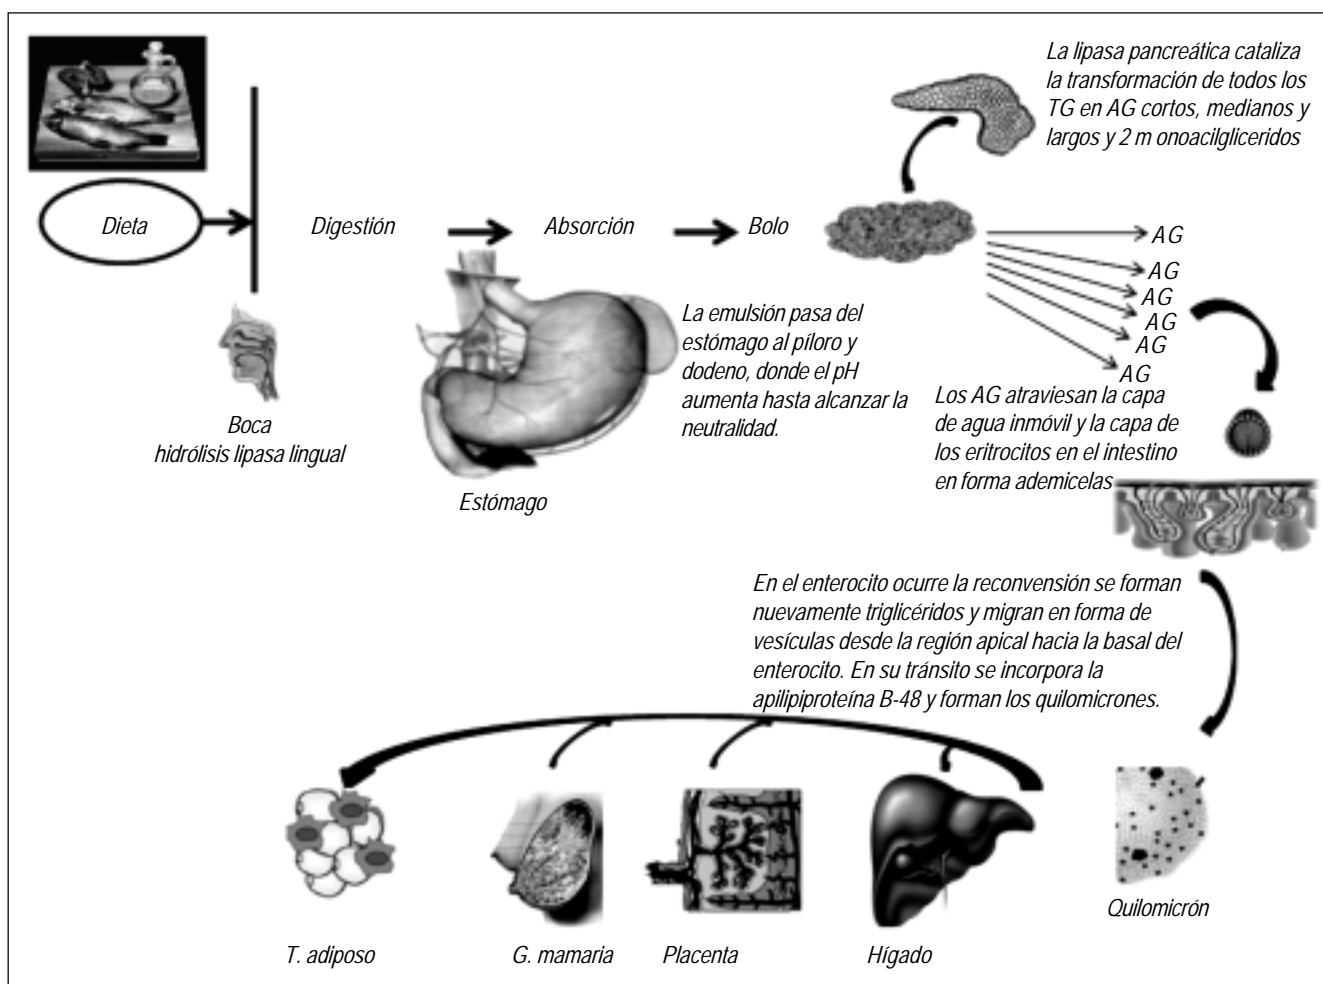 La lipasa pancreática cataliza
la transformación de todos los
TG en AG cortos, medianos y
largos y 2 m onoacilgliceridos
Dieta
Digestión
Absorción
Bolo
AG
AG
AG
AG
AG
AG
La emulsión pasa del
estómago al píloro y
dodeno, donde el pH
aumenta hasta alcanzar la
neutralidad.
Los AG atraviesan la capa
de agua inmóvil y la capa de
los eritrocitos en el intestino
en forma ademicelas
Boca
hidrólisis lipasa lingual
Estómago
En el enterocito ocurre la reconvensión se forman
nuevamente triglicéridos y migran en forma de
vesículas desde la región apical hacia la basal del
enterocito. En su tránsito se incorpora la
apilipiproteína B-48 y forman los quilomicrones.
Quilomicrón
T. adiposo
G. mamaria
Placenta
Hígado